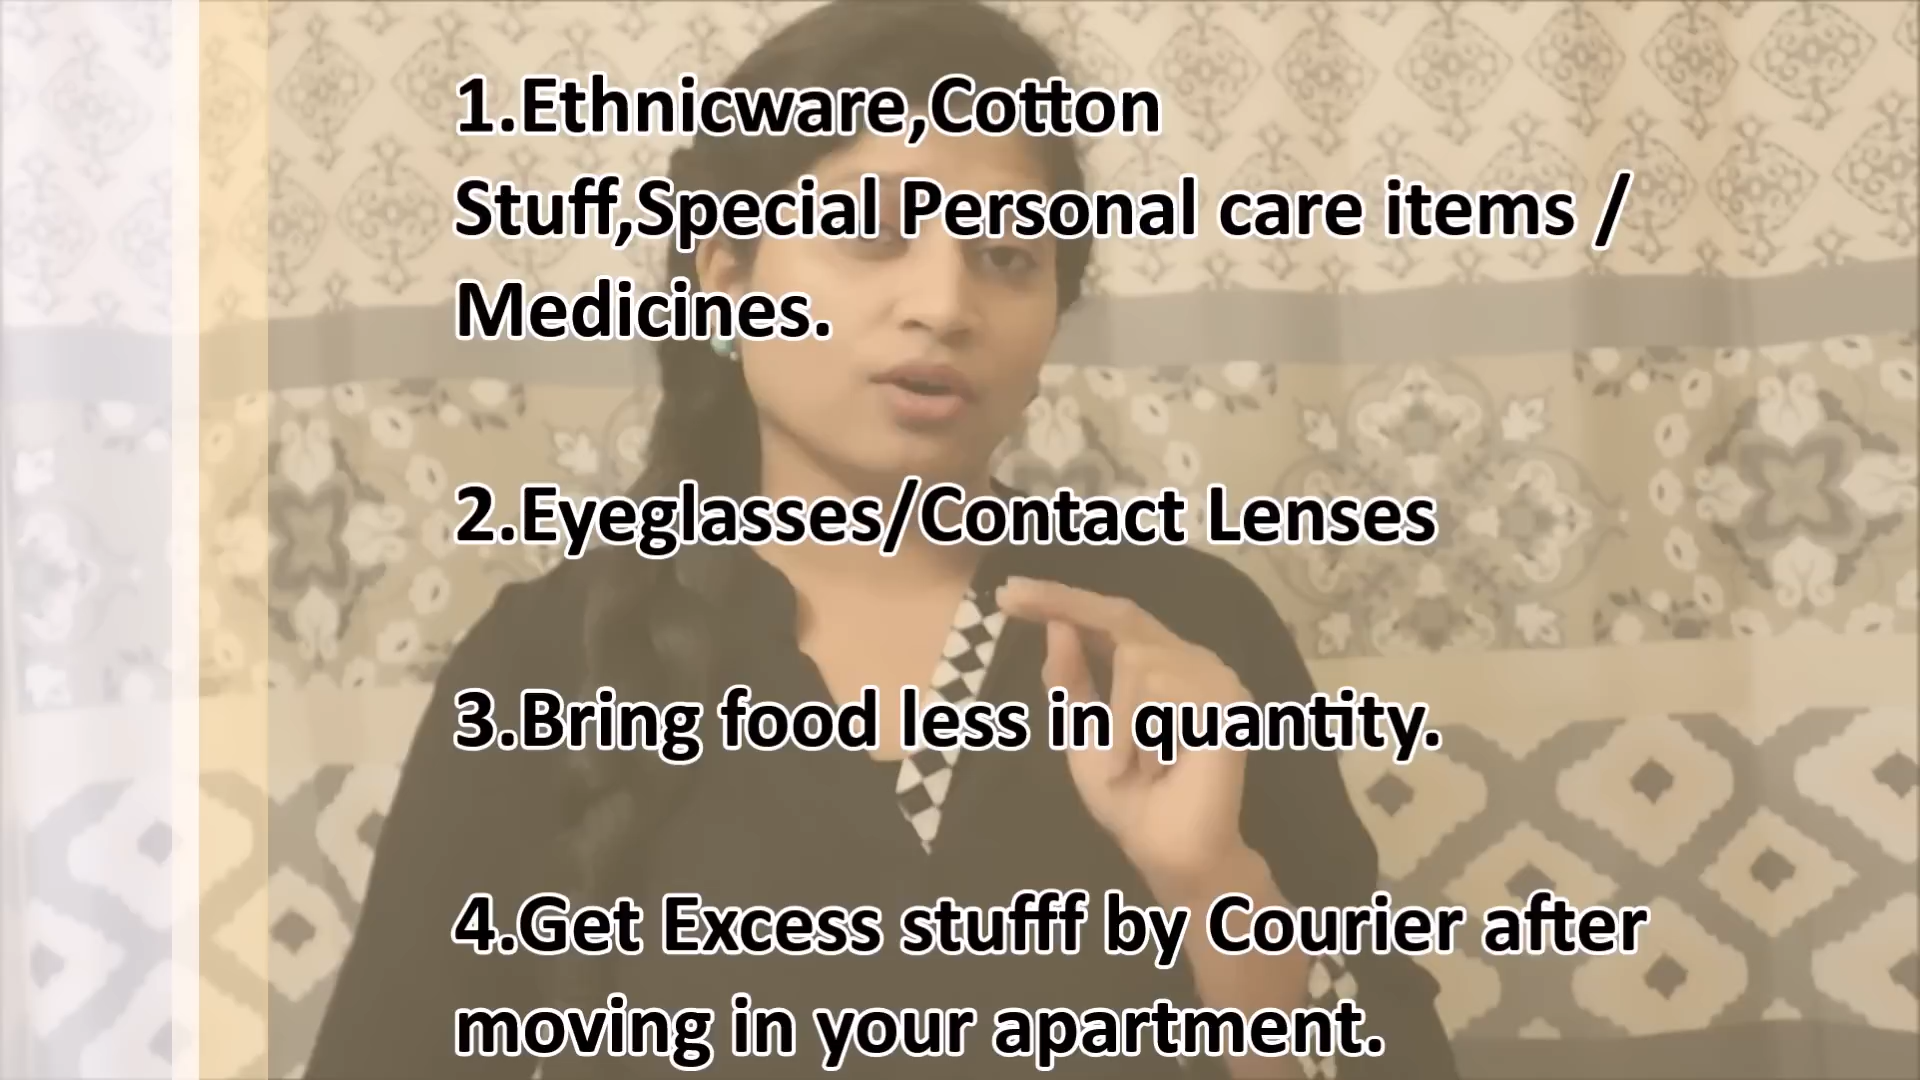 1.Ethnicware,Cotton
Stuff,Special Personal care items /
Medicines.
2.Eyeglasses/Contact Lenses
3.Bring food less in quantity.
4.Get Excess stufff by Courier after
moving in your apartment.